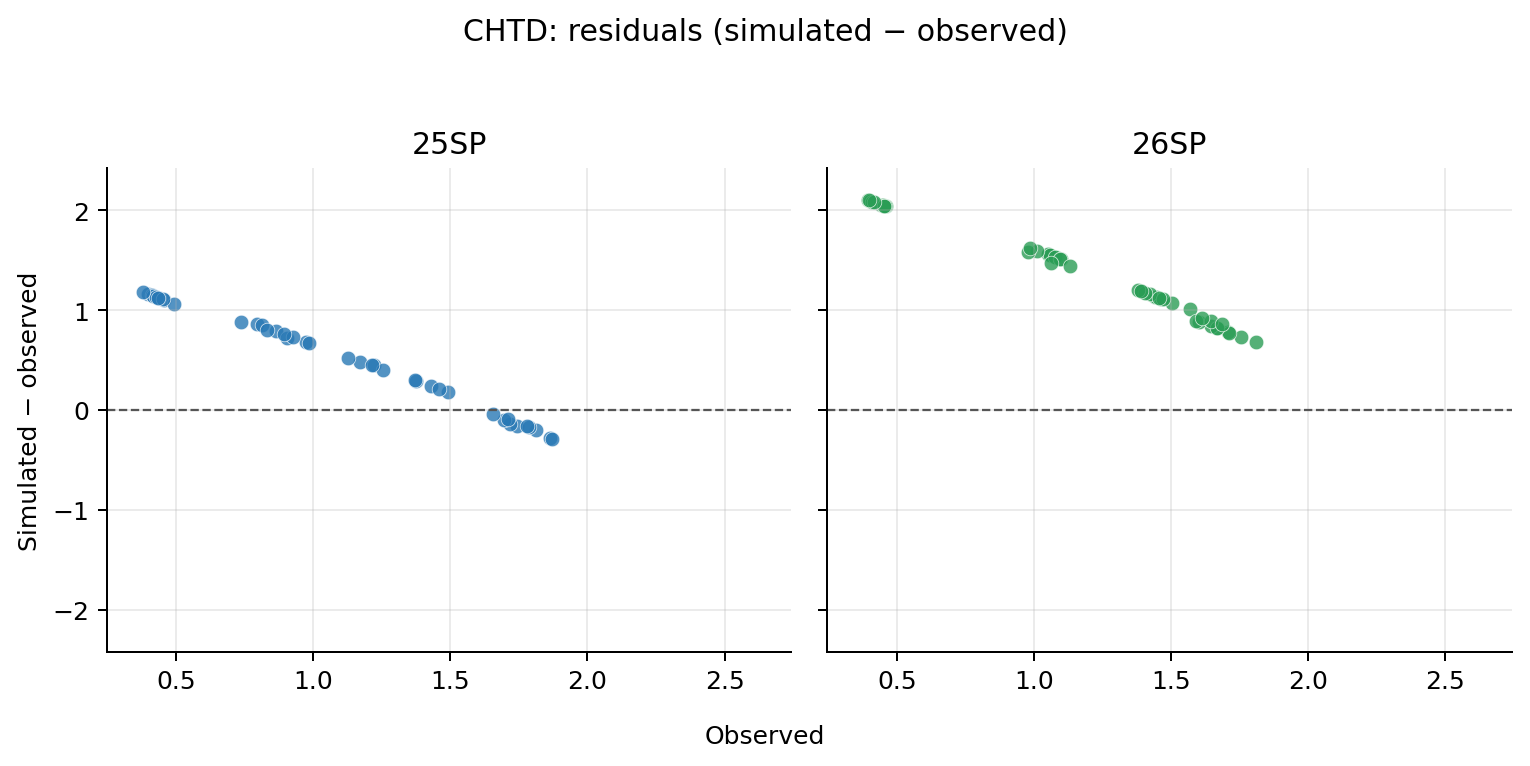 CHTD: residuals (simulated − observed)
25SP
26SP
Simulated − observed
2
1
0
−1
−2
0.5 1.0 1.5 2.0 2.5
0.5 1.0 1.5 2.0 2.5
Observed